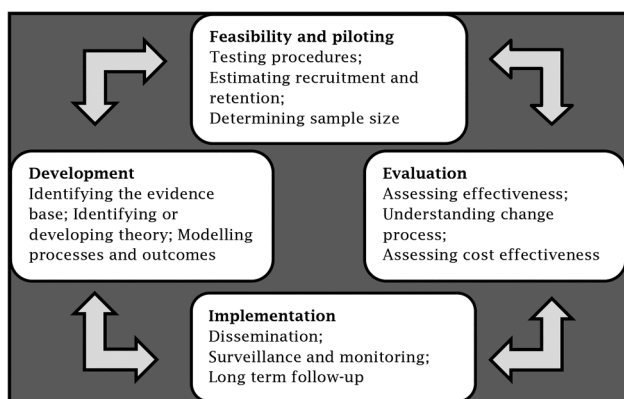 Feasibility and piloting
Testing procedures;
Estimating recruitment and
retention;
Determining sample size
Development
Identifying the evidence
base; Identifying or
developing theory; Modelling
processes and outcomes
Evaluation
Assessing effectiveness;
Understanding change
process;
Assessing cost effectiveness
Implementation
Dissemination;
Surveillance and monitoring;
Long term follow-up